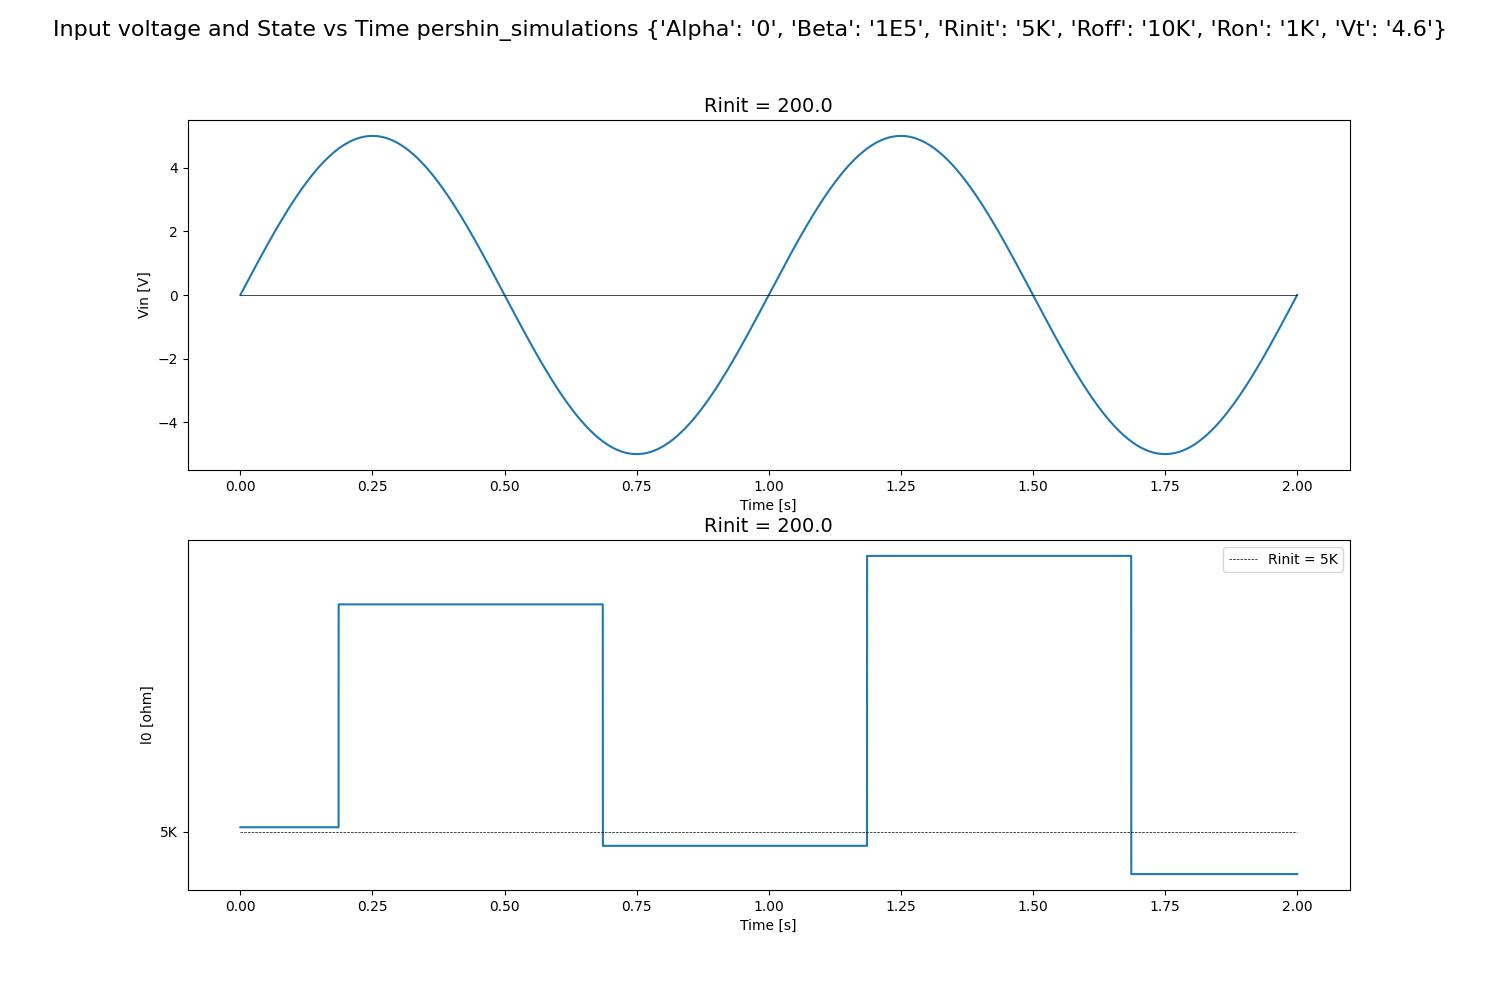 Input voltage and State vs Time pershin_simulations {'Alpha': '0', 'Beta': '1E5', 'Rinit': '5K', 'Roff': '10K', 'Ron': '1K', 'Vt': '4.6'}
Rinit = 200.0
4
2
0
−2
−4
Vin [V]
0.00 0.25 0.50 0.75 1.00 1.25 1.50 1.75 2.00
Time [s]
Rinit = 200.0
Rinit = 5K
l0 [ohm]
5K
0.00 0.25 0.50 0.75 1.00 1.25 1.50 1.75 2.00
Time [s]